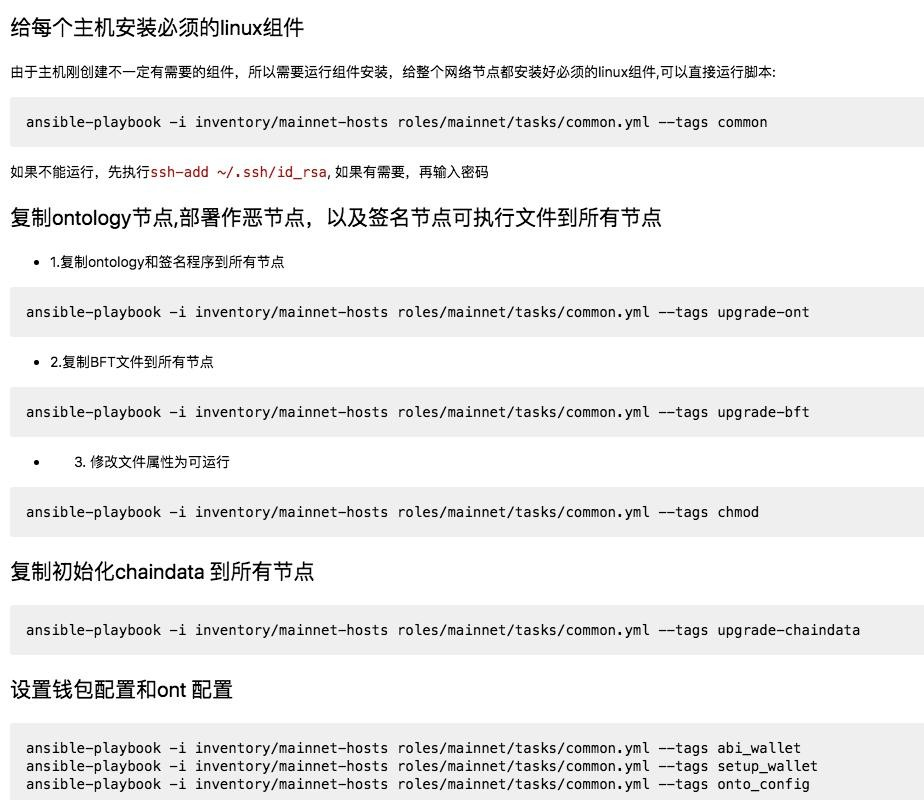 给每个主机安装必须的linux组件
由于主机刚创建不一定有需要的组件，所以需要运行组件安装，给整个网络节点都安装好必须的linux组件,可以直接运行脚本:
ansible-playbook -i inventory/mainnet-hosts roles/mainnet/tasks/common.yml --tags common
如果不能运行，先执行ssh-add ~/.ssh/id_rsa, 如果有需要，再输入密码
复制ontology节点,部署作恶节点，以及签名节点可执行文件到所有节点
• 1.复制ontology和签名程序到所有节点
ansible-playbook -i inventory/mainnet-hosts roles/mainnet/tasks/common.yml --tags upgrade-ont
• 2.复制BFT文件到所有节点
ansible-playbook -i inventory/mainnet-hosts roles/mainnet/tasks/common.yml --tags upgrade-bft
• 3. 修改文件属性为可运行
ansible-playbook -i inventory/mainnet-hosts roles/mainnet/tasks/common.yml --tags chmod
复制初始化chaindata 到所有节点
ansible-playbook -i inventory/mainnet-hosts roles/mainnet/tasks/common.yml --tags upgrade-chaindata
设置钱包配置和ont 配置
ansible-playbook -i inventory/mainnet-hosts roles/mainnet/tasks/common.yml --tags abi_wallet
ansible-playbook -i inventory/mainnet-hosts roles/mainnet/tasks/common.yml --tags setup_wallet
ansible-playbook -i inventory/mainnet-hosts roles/mainnet/tasks/common.yml --tags onto_config